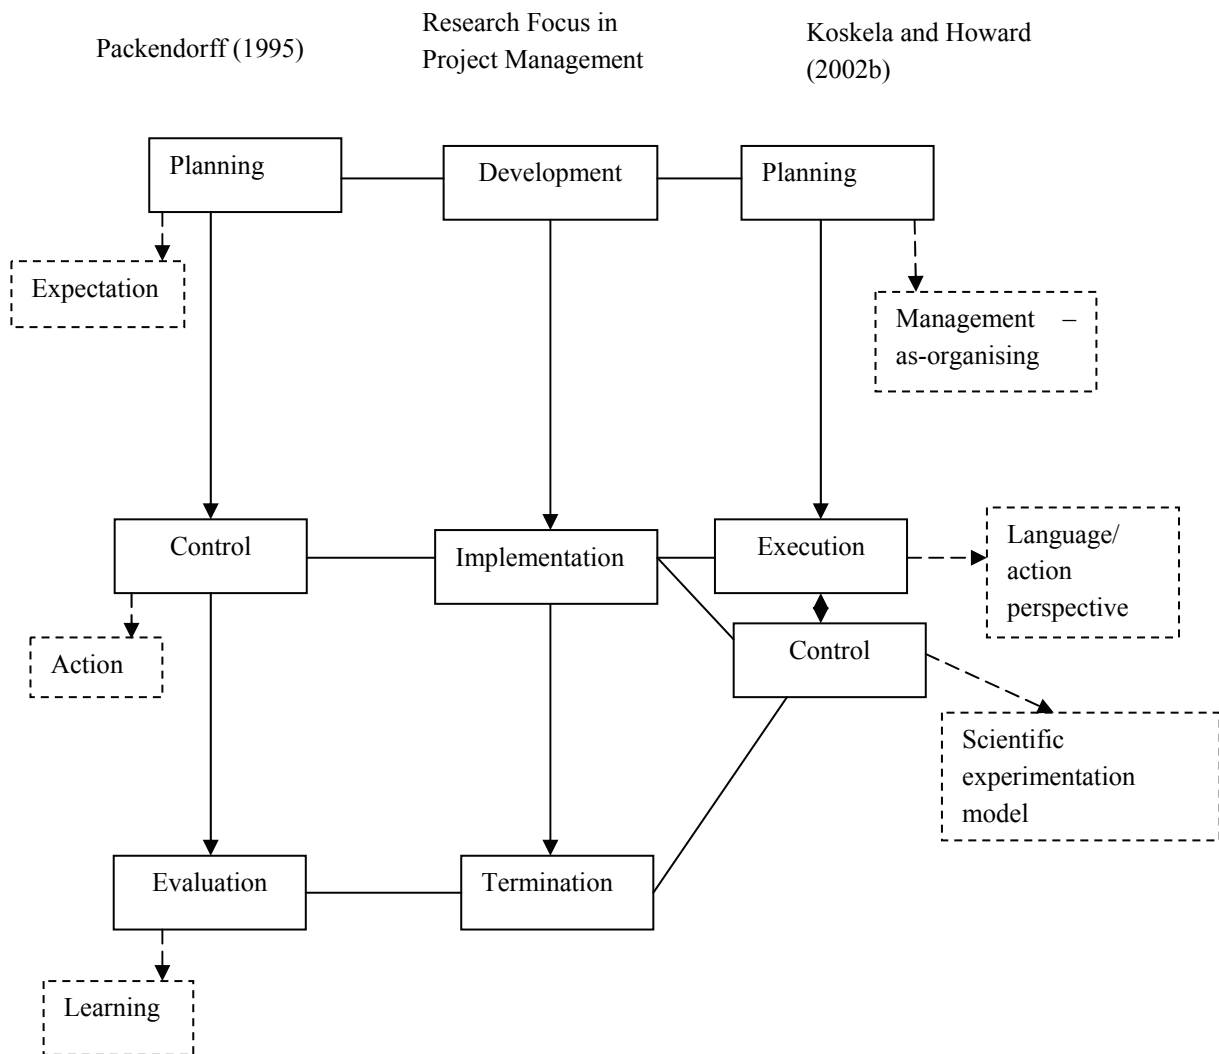 Packendorff (1995)
Research Focus in
Project Management
Koskela and Howard
(2002b)
Planning
Development
Planning
Expectation
Management –
as-organising
Control
Implementation
Execution
Language/
action
perspective
Action
Control
Scientific
experimentation
model
Evaluation
Termination
Learning